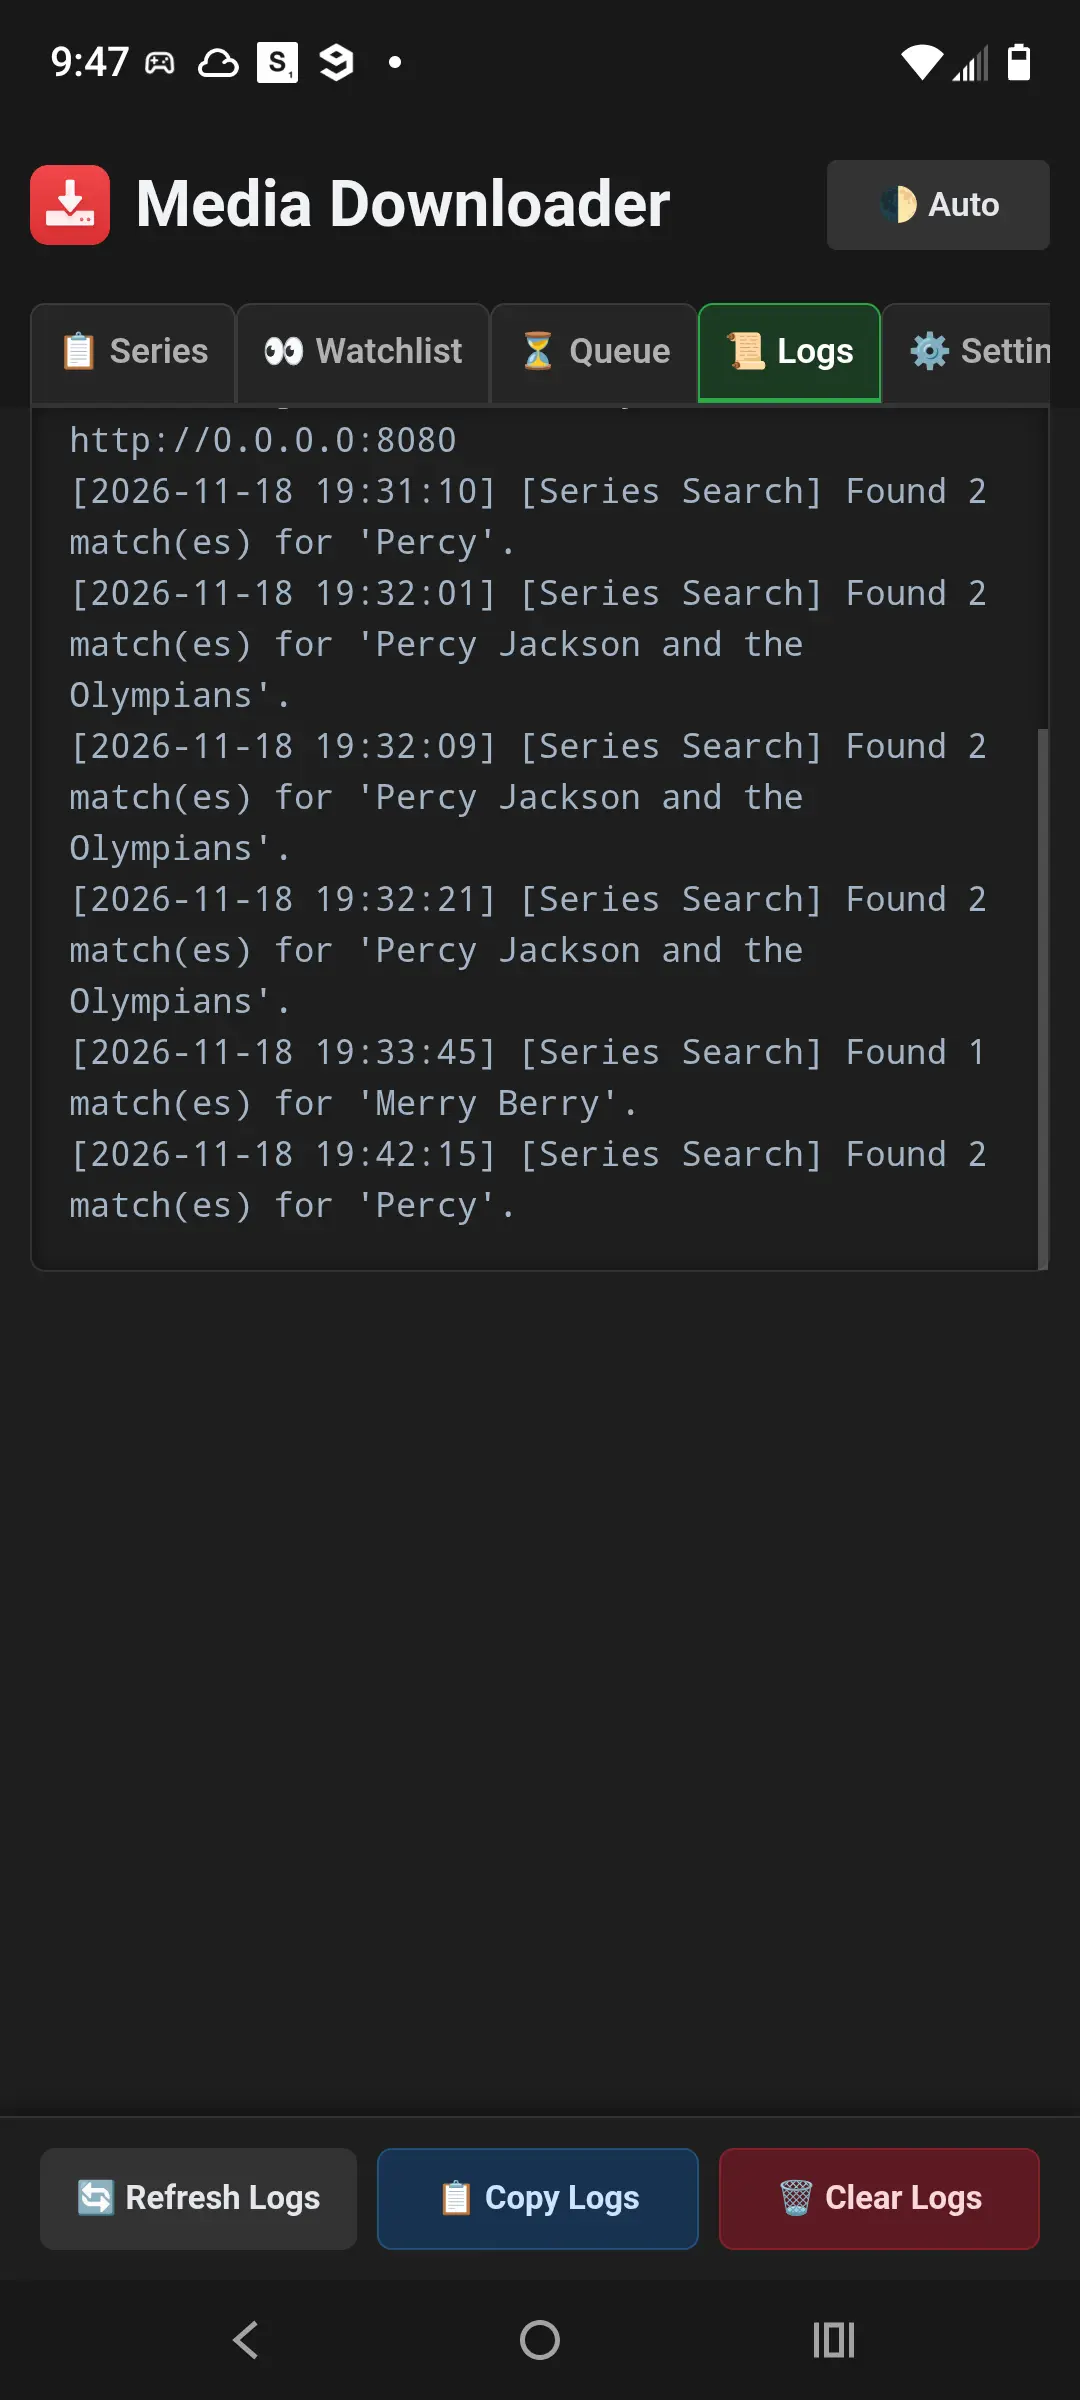 9:47
S1
Media Downloader
Auto
Series
Watchlist
Queue
Logs
Settin
http://0.0.0.0:8080
[2026-11-18 19:31:10] [Series Search] Found 2
match(es) for 'Percy'.
[2026-11-18 19:32:01] [Series Search] Found 2
match(es) for 'Percy Jackson and the
Olympians'.
[2026-11-18 19:32:09] [Series Search] Found 2
match(es) for 'Percy Jackson and the
Olympians'.
[2026-11-18 19:32:21] [Series Search] Found 2
match(es) for 'Percy Jackson and the
Olympians'.
[2026-11-18 19:33:45] [Series Search] Found 1
match(es) for 'Merry Berry'.
[2026-11-18 19:42:15] [Series Search] Found 2
match(es) for 'Percy'.
Refresh Logs
Copy Logs
Clear Logs